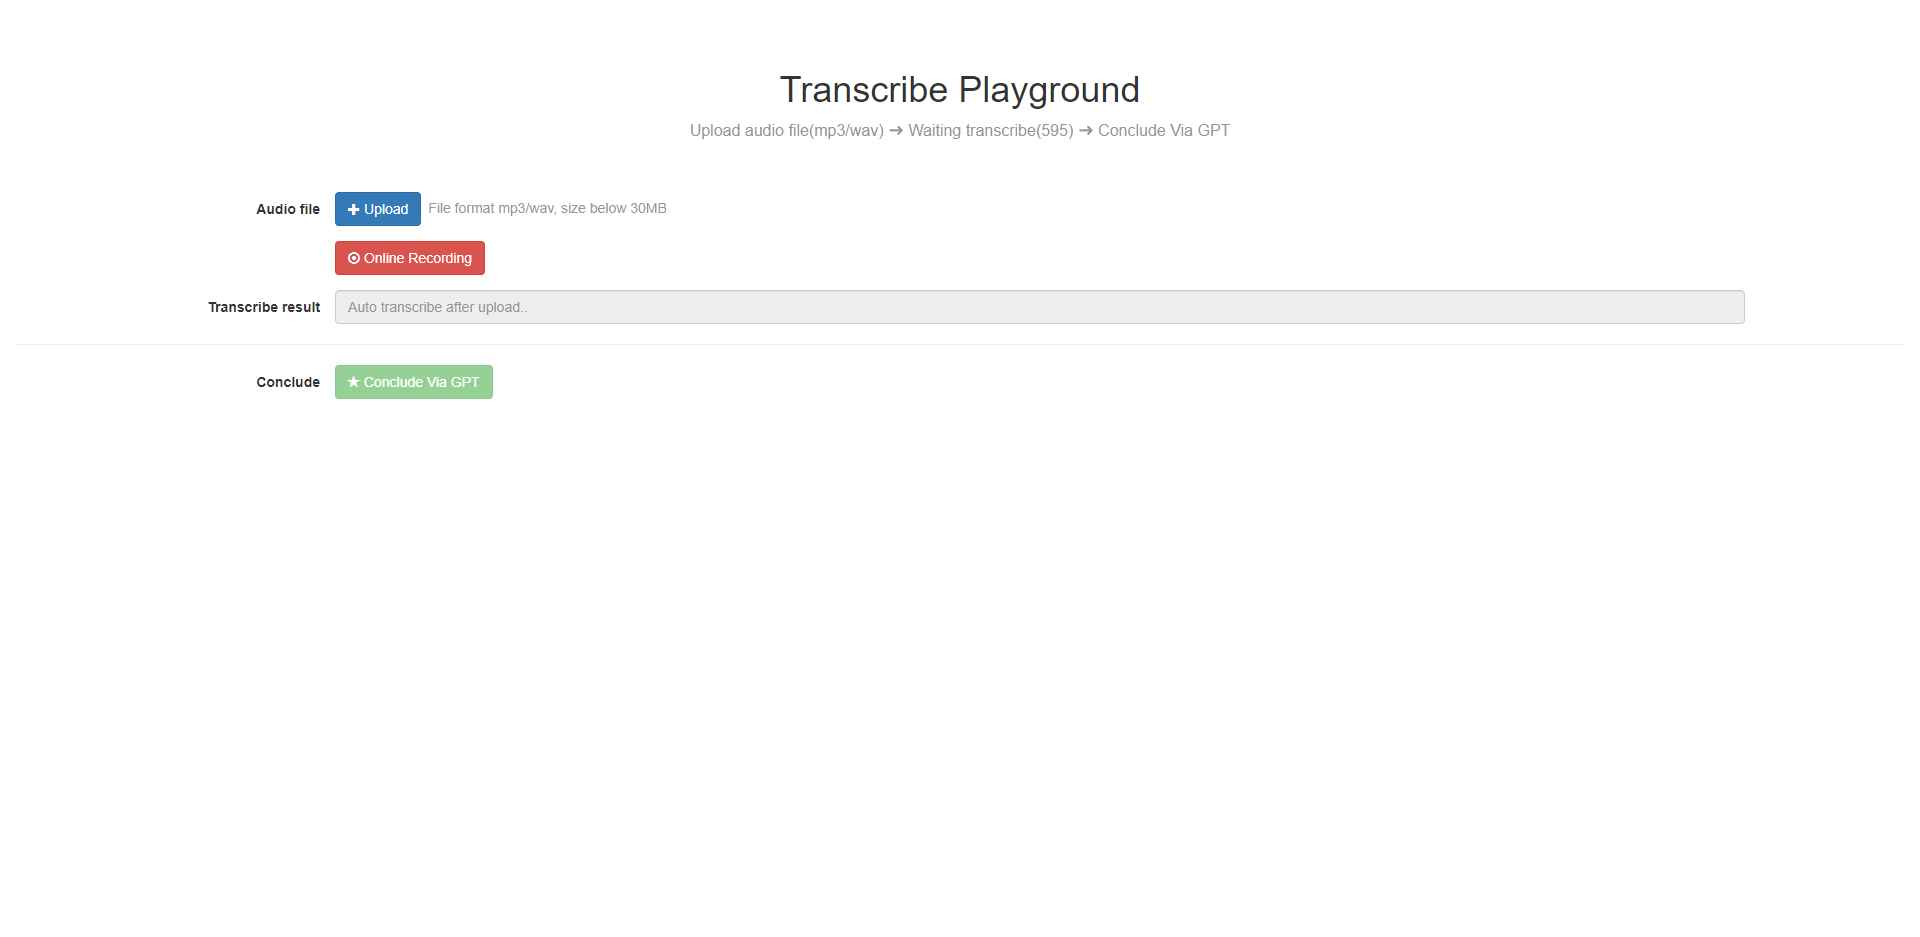 Transcribe Playground
Upload audio file(mp3/wav) ➔ Waiting transcribe(595) ➔ Conclude Via GPT
Audio file
Upload
File format mp3/wav, size below 30MB
Online Recording
Transcribe result
Auto transcribe after upload..
Conclude
Conclude Via GPT